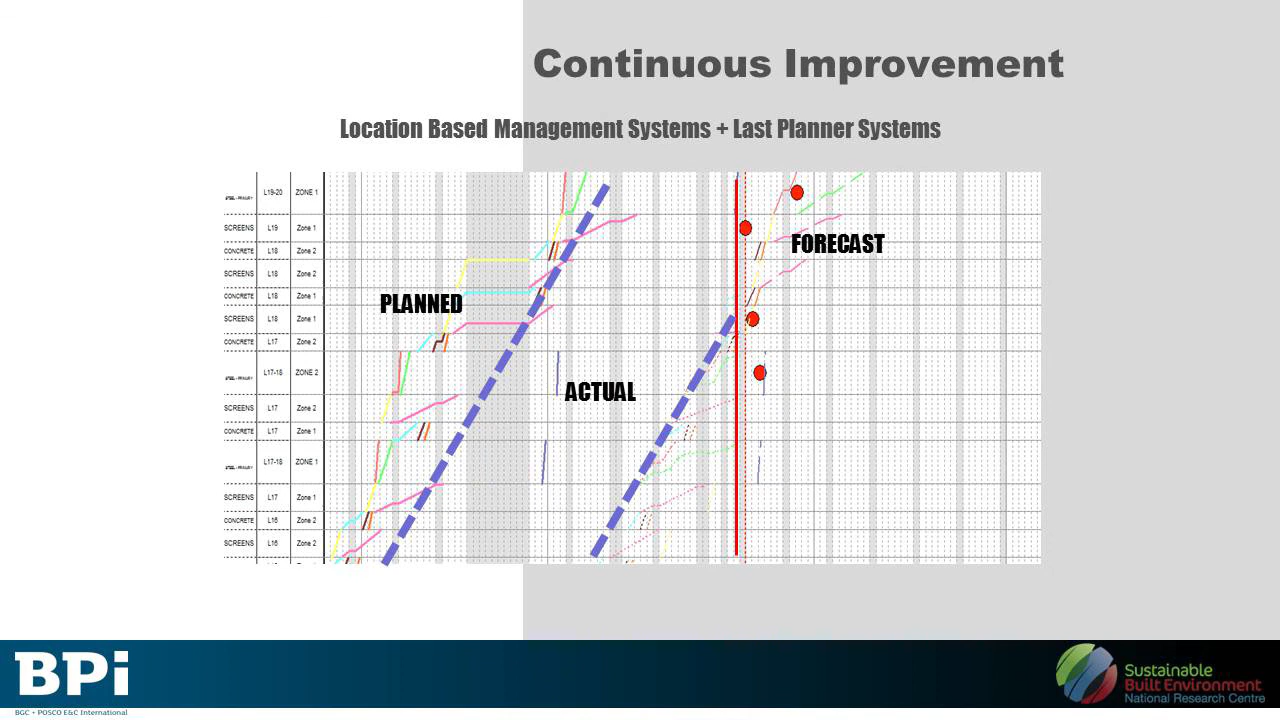 Continuous Improvement
Location Based Management Systems + Last Planner Systems
L19-20 ZONE 1
SCREENS L19 Zone 1
CONCRETE L18 Zone 2
SCREENS L18 Zone 2
CONCRETE L18 Zone 1
SCREENS L18 Zone 1
CONCRETE L17 Zone 2
L17-18 ZONE 2
SCREENS L17 Zone 2
CONCRETE L17 Zone 1
L17-18 ZONE 1
SCREENS L17 Zone 1
CONCRETE L16 Zone 2
SCREENS L16 Zone 2
PLANNED
ACTUAL
FORECAST
BPi
BGC + POSCO E&C International
Sustainable
Built Environment
National Research Centre